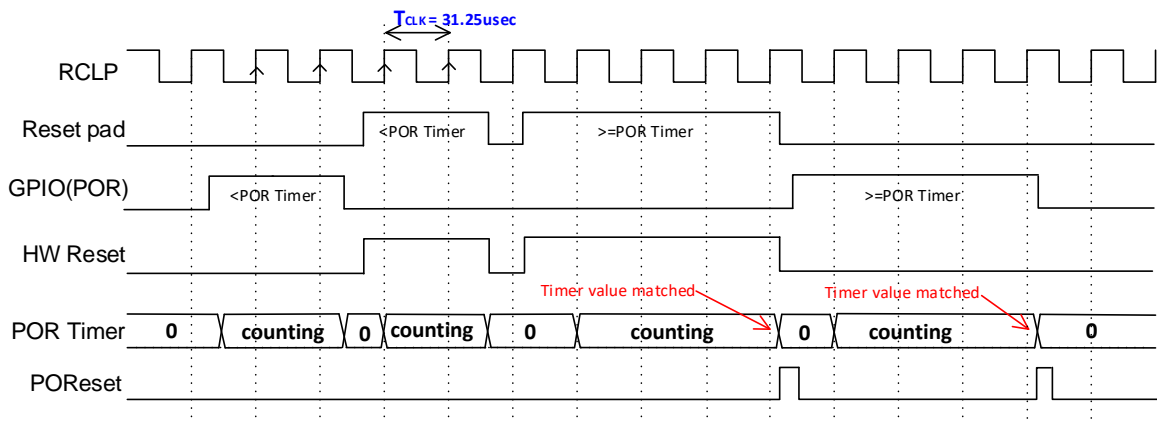 TCLK = 31.25usec
RCLP
Reset pad
<POR Timer
>=POR Timer
GPIO(POR)
<POR Timer
>=POR Timer
HW Reset
Timer value matched
Timer value matched
POR Timer
0
counting
0
counting
0
counting
0
counting
0
POReset